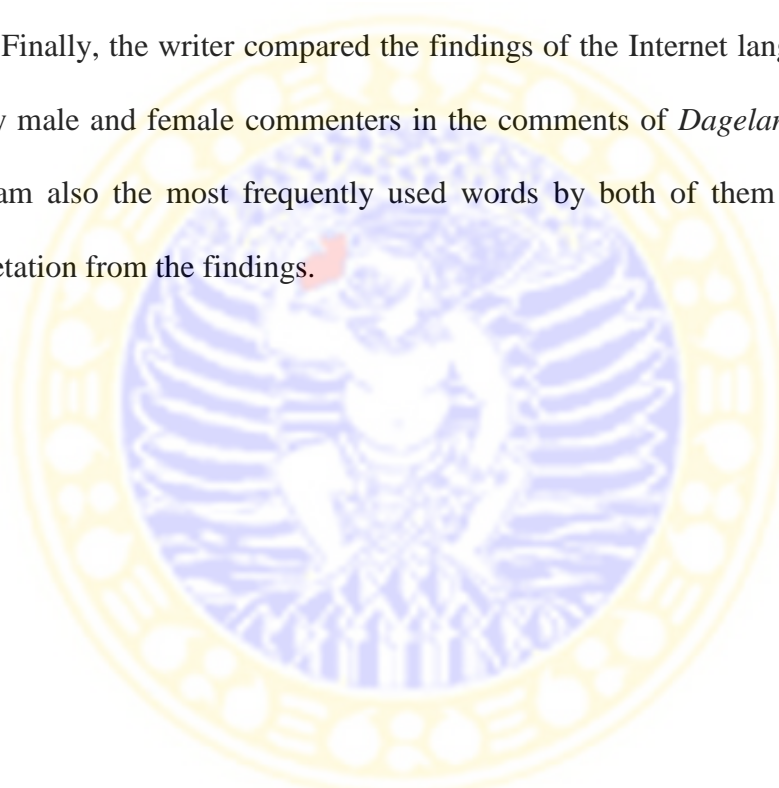 Finally, the writer compared the findings of the Internet lang
y male and female commenters in the comments of Dagelan
am also the most frequently used words by both of them
etation from the findings.